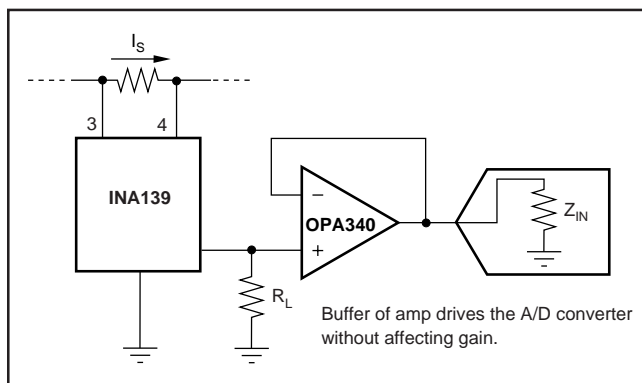 I_S
3 4
INA139
OPA340
−
+
R_L
Z_IN
Buffer of amp drives the A/D converter
without affecting gain.